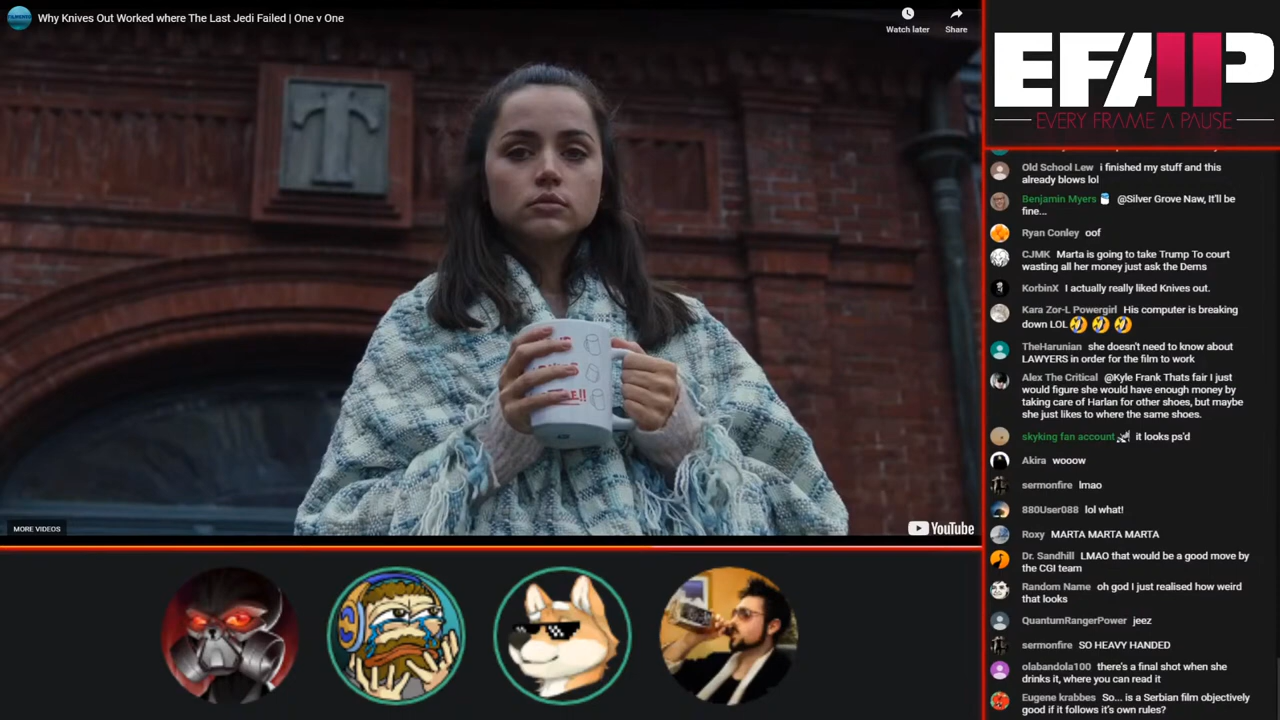 Why Knives Out Worked where The Last Jedi Failed | One v One
Watch later
Share
MORE VIDEOS
YouTube
EFAP
EVERY FRAME A PAUSE
Old School Lew i finished my stuff and this
already blows lol
Benjamin Myers @Silver Grove Naw, It'll be
fine...
Ryan Conley oof
CJMK Marta is going to take Trump To court
wasting all her money just ask the Dems
KorbinX I actually really liked Knives out.
Kara Zor-L Powergirl His computer is breaking
down LOL
TheHarunian she doesn't need to know about
LAWYERS in order for the film to work
Alex The Critical @Kyle Frank Thats fair I just
would figure she would have enough money by
taking care of Harlan for other shoes, but maybe
she just likes to where the same shoes.
skyking fan account it looks ps'd
Akira wooow
sermonfire lmao
880User088 lol what!
Roxy MARTA MARTA MARTA
Dr. Sandhill LMAO that would be a good move by
the CGI team
Random Name oh god I just realised how weird
that looks
QuantumRangerPower jeez
sermonfire SO HEAVY HANDED
olabandola100 there's a final shot when she
drinks it, where you can read it
Eugene krabbes So... is a Serbian film objectively
good if it follows it's own rules?